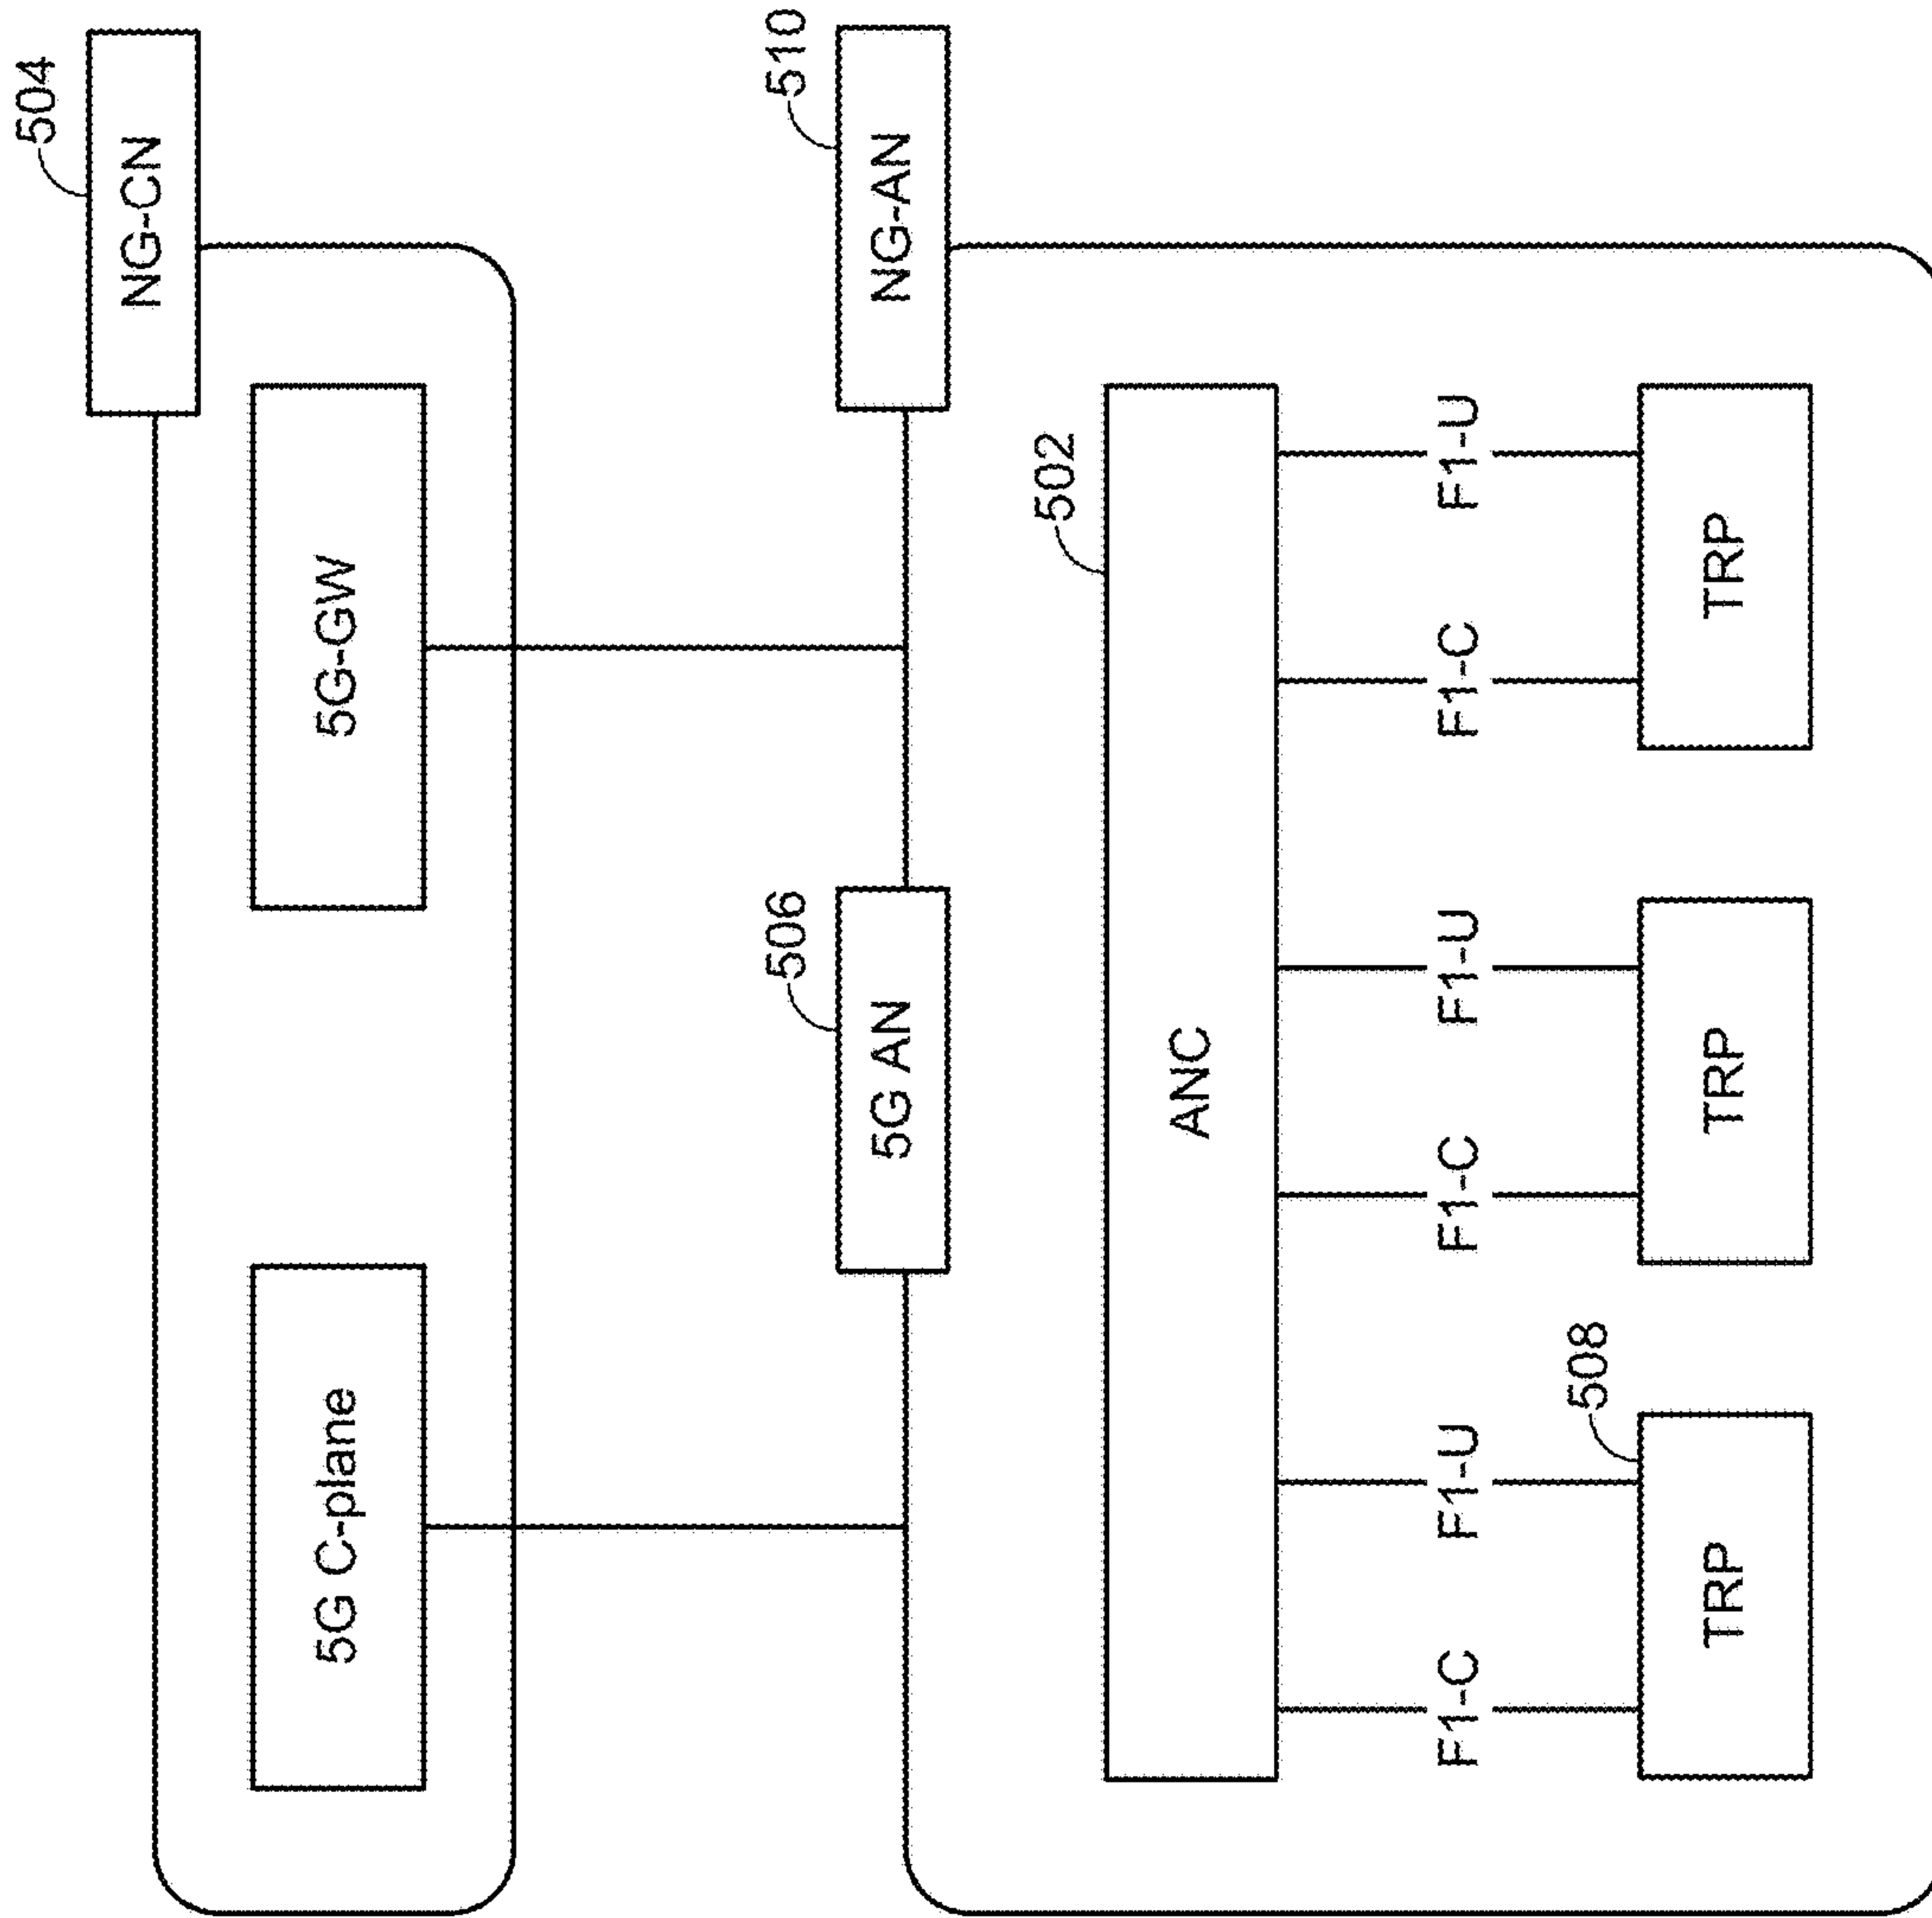 504
NG-CN
5G C-plane
5G-GW
506
510
5G AN
NG-AN
502
ANC
F1-C
F1-U
F1-C
F1-U
F1-C
F1-U
508
TRP
TRP
TRP